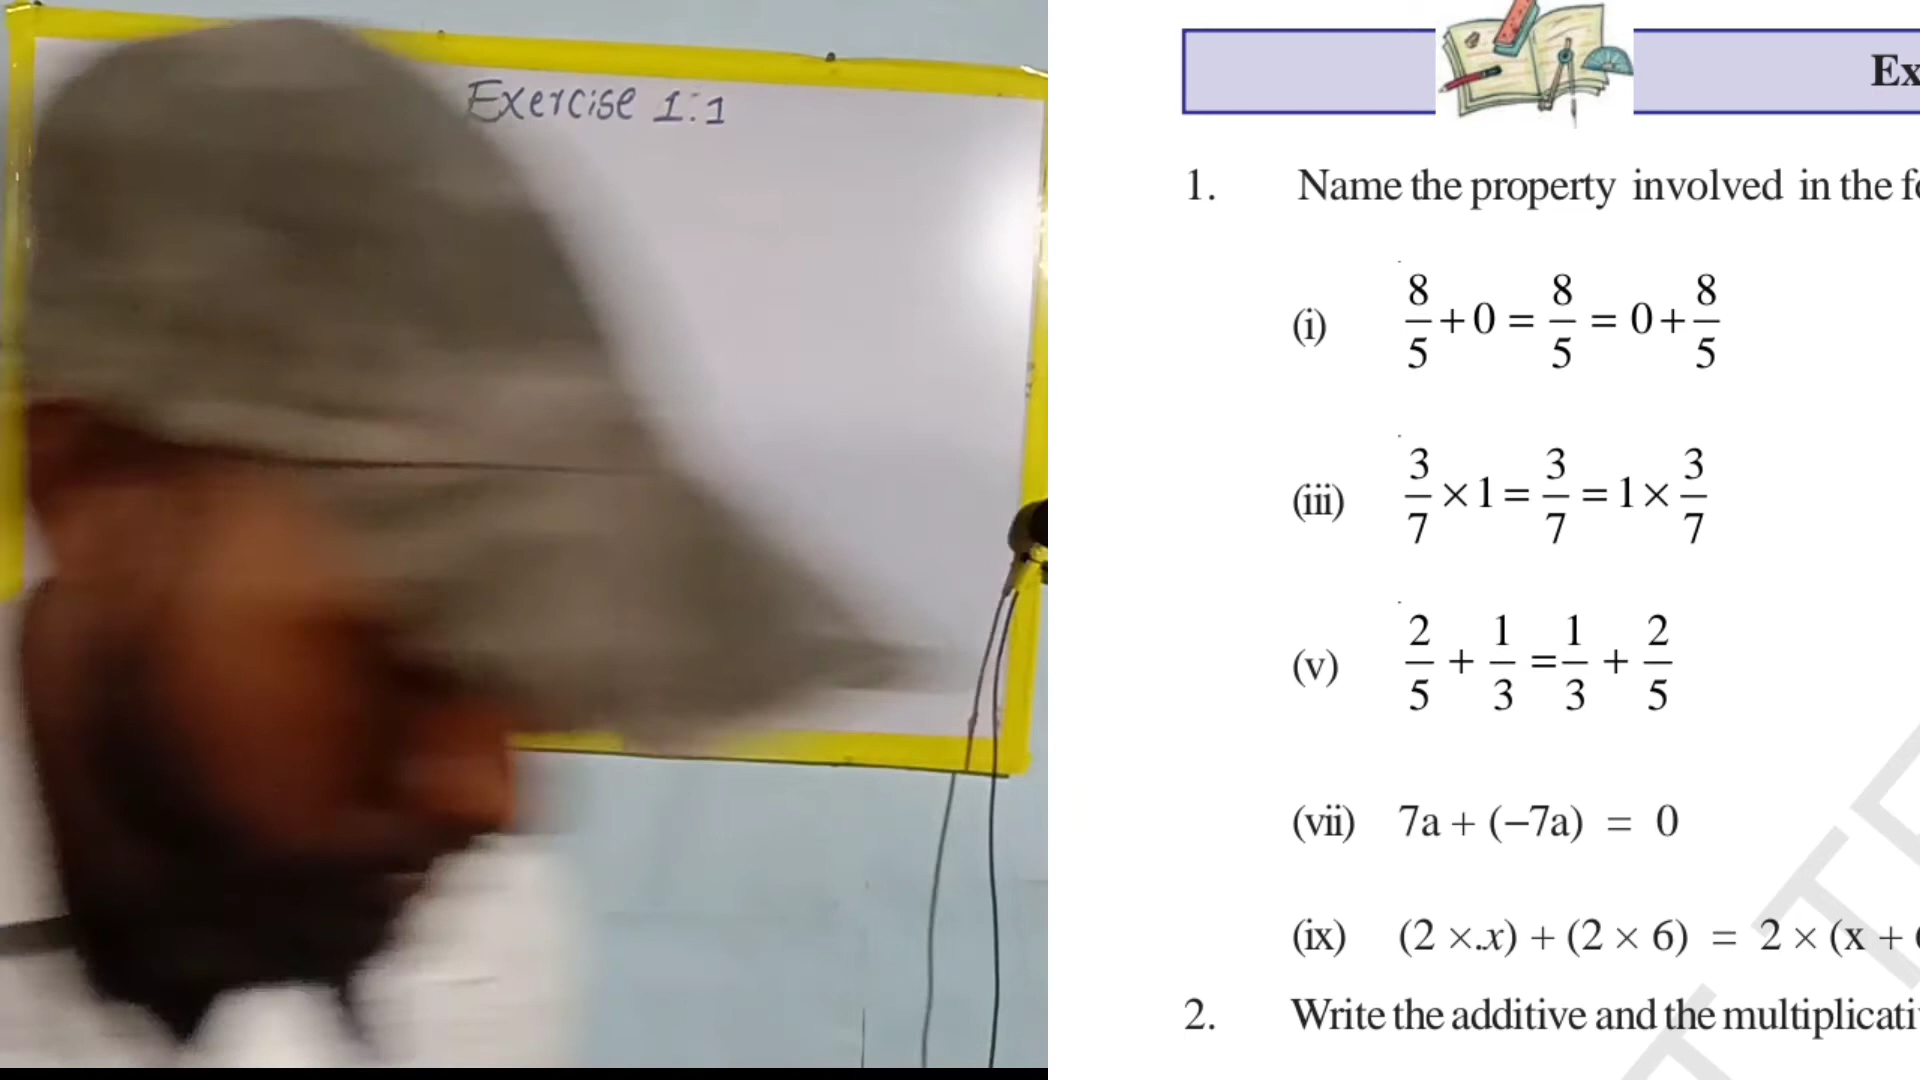 Exercise 1.1
Ex
1. Name the property involved in the
(i) 8/5 + 0 = 8/5 = 0 + 8/5
(iii) 3/7 × 1 = 3/7 = 1 × 3/7
(v) 2/5 + 1/3 = 1/3 + 2/5
(vii) 7a + (−7a) = 0
(ix) (2 ×.x) + (2 × 6) = 2 × (x +
2. Write the additive and the multiplicati